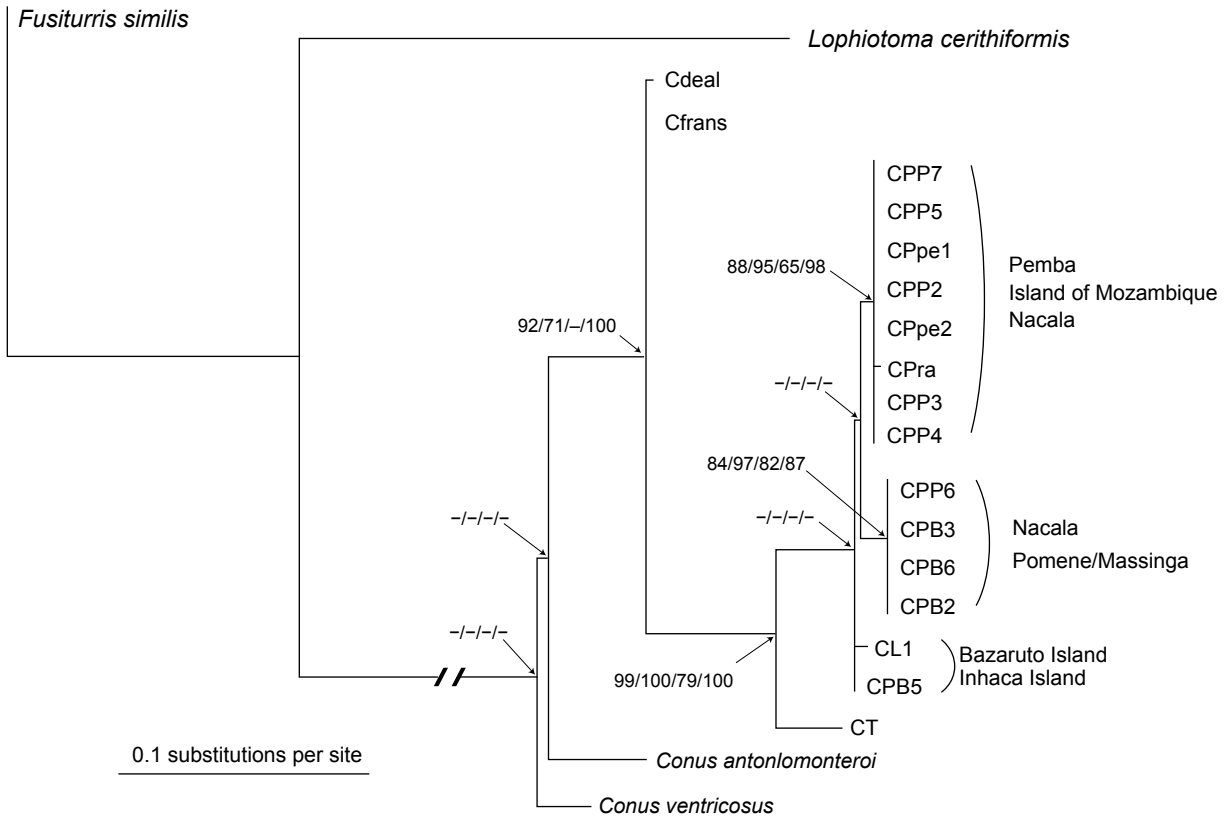 Fusiturris similis
Lophiotoma cerithiformis
Cdeal
Cfrans
CPP7
CPP5
CPpe1
CPP2
CPpe2
CPra
CPP3
CPP4
Pemba
Island of Mozambique
Nacala
88/95/65/98
92/71/–/100
–/–/–/–
84/97/82/87
CPP6
CPB3
CPB6
CPB2
Nacala
Pomene/Massinga
–/–/–/–
–/–/–/–
–/–/–/–
CL1
CPB5
Bazaruto Island
Inhaca Island
99/100/79/100
CT
0.1 substitutions per site
Conus antonlomonteroi
Conus ventricosus